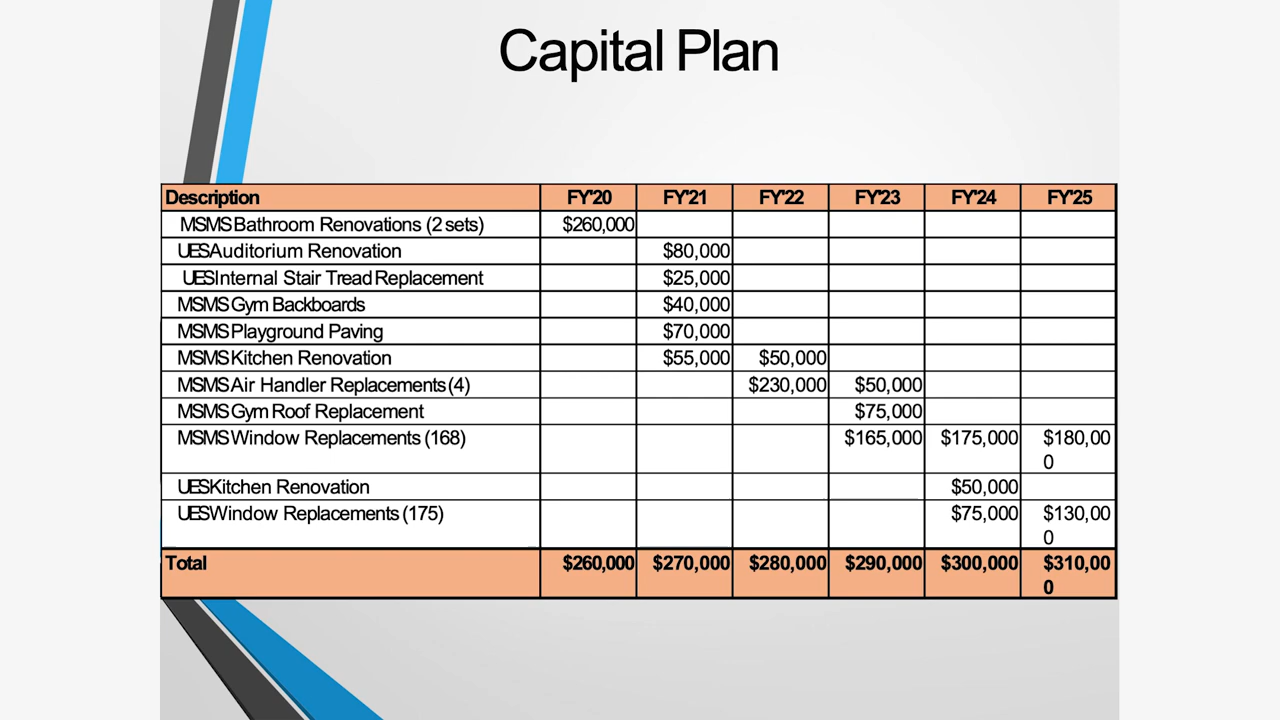 Capital Plan
Description FY'20 FY'21 FY'22 FY'23 FY'24 FY'25
MSMS Bathroom Renovations (2 sets) $260,000
UES Auditorium Renovation $80,000
UES Internal Stair Tread Replacement $25,000
MSMS Gym Backboards $40,000
MSMS Playground Paving $70,000
MSMS Kitchen Renovation $55,000 $50,000
MSMS Air Handler Replacements (4) $230,000 $50,000
MSMS Gym Roof Replacement $75,000
MSMS Window Replacements (168) $165,000 $175,000 $180,00
0
UES Kitchen Renovation $50,000
UES Window Replacements (175) $75,000 $130,00
0
Total $260,000 $270,000 $280,000 $290,000 $300,000 $310,00
0